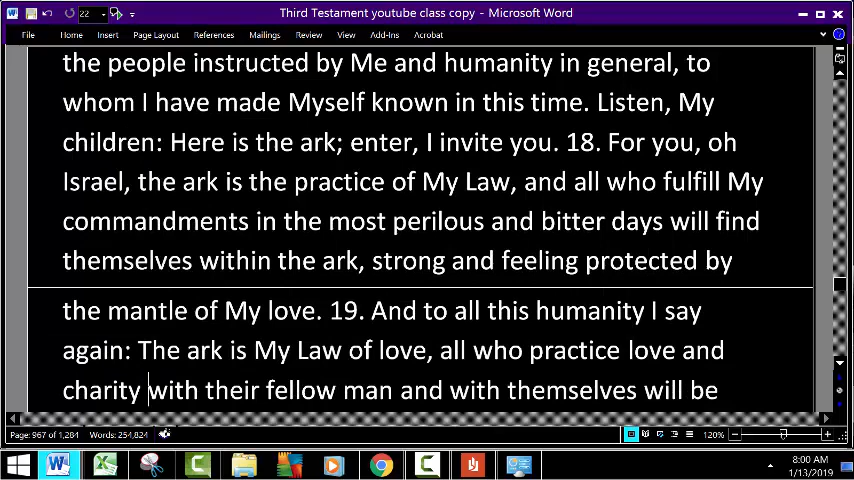 Third Testament youtube class copy - Microsoft Word
22
File Home Insert Page Layout References Mailings Review View Add-Ins Acrobat
the people instructed by Me and humanity in general, to
whom I have made Myself known in this time. Listen, My
children: Here is the ark; enter, I invite you. 18. For you, oh
Israel, the ark is the practice of My Law, and all who fulfill My
commandments in the most perilous and bitter days will find
themselves within the ark, strong and feeling protected by
the mantle of My love. 19. And to all this humanity I say
again: The ark is My Law of love, all who practice love and
charity with their fellow man and with themselves will be
Page: 967 of 1,284 Words: 254,824 120%
8:00 AM
1/13/2019